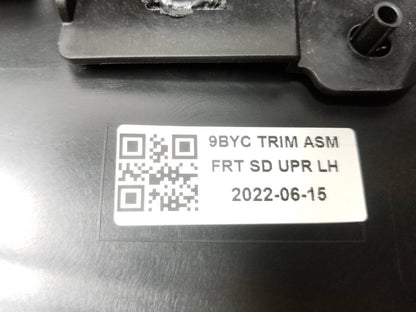 9BYC TRIM ASM
FRT SD UPR LH
2022-06-15